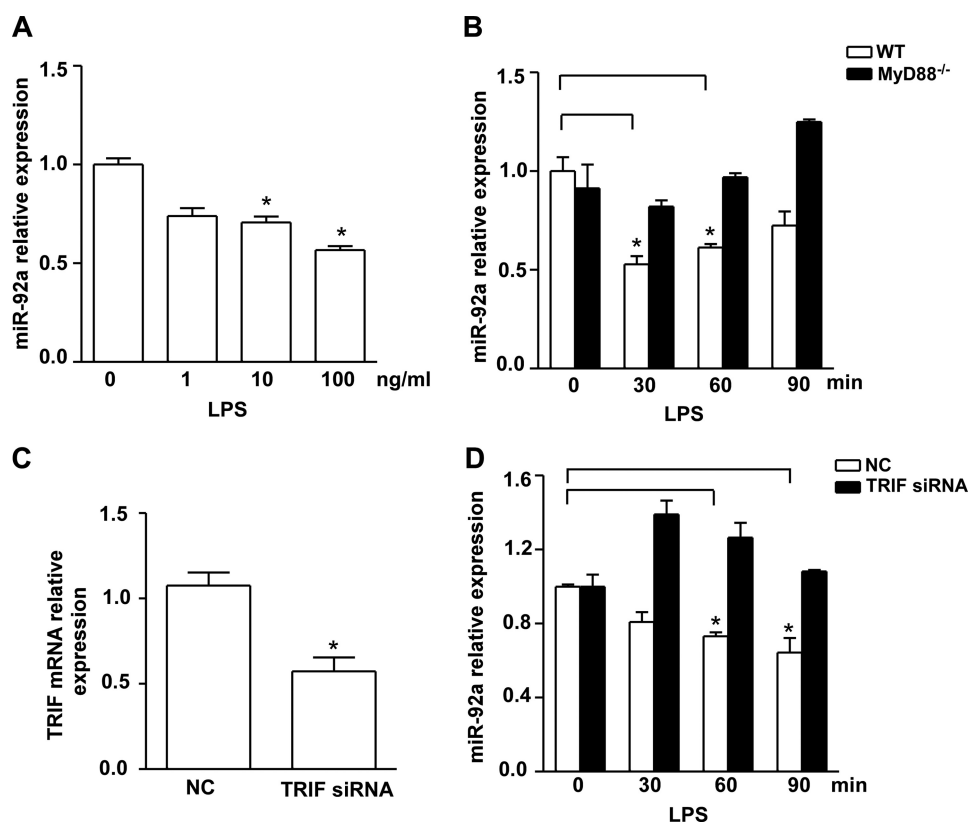 A
miR-92a relative expression
1.5
1.0
0.5
0.0
*
*
0 1 10 100 ng/ml
LPS
B
WT
MyD88-/-
miR-92a relative expression
1.5
1.0
0.5
0.0
*
*
0 30 60 90 min
LPS
C
TRIF mRNA relative
expression
1.5
1.0
0.5
0.0
*
NC TRIF siRNA
D
NC
TRIF siRNA
miR-92a relative expression
1.6
1.2
0.8
0.4
0.0
*
*
0 30 60 90 min
LPS